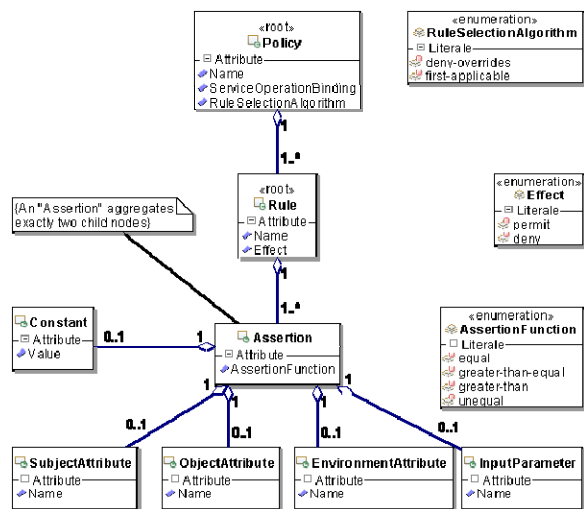 «root»
Policy
Attribute
Name
ServiceOperationBinding
RuleSelectionAlgorithm
1
1..*
«enumeration»
RuleSelectionAlgorithm
Literale
deny-overrides
first-applicable
«root»
Rule
Attribute
Name
Effect
1
1..*
«enumeration»
Effect
Literale
permit
deny
{An "Assertion" aggregates
exactly two child nodes}
Constant
Attribute
Value
0..1
1
Assertion
Attribute
AssertionFunction
«enumeration»
AssertionFunction
Literale
equal
greater-than-equal
greater-than
unequal
1
1
1
1
0..1
0..1
0..1
0..1
SubjectAttribute
Attribute
Name
ObjectAttribute
Attribute
Name
EnvironmentAttribute
Attribute
Name
InputParameter
Attribute
Name